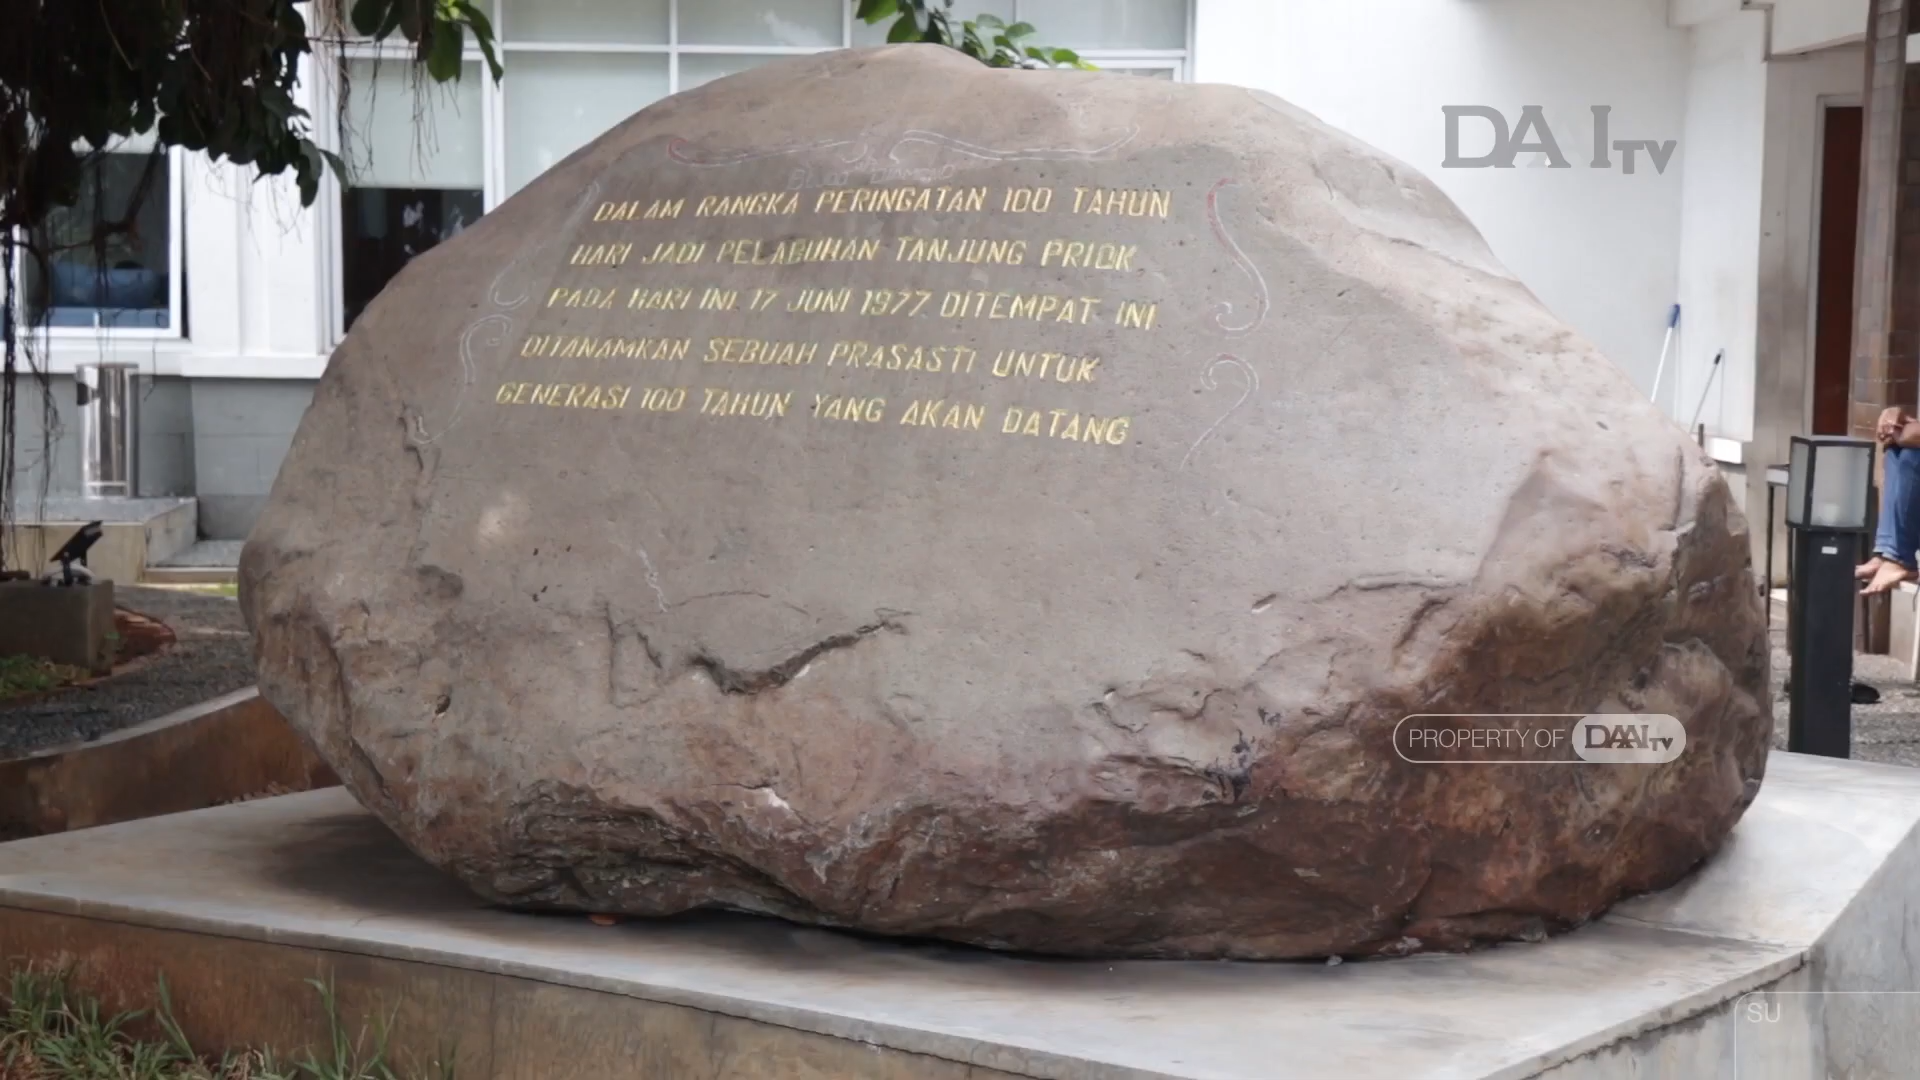 DAAI TV
DALAM RANGKA PERINGATAN 100 TAHUN
HARI JADI PELABUHAN TANJUNG PRIOK
PADA HARI INI 17 JUNI 1977 DITEMPAT INI
DITANAMKAN SEBUAH PRASASTI UNTUK
GENERASI 100 TAHUN YANG AKAN DATANG
PROPERTY OF DAAI TV
SU